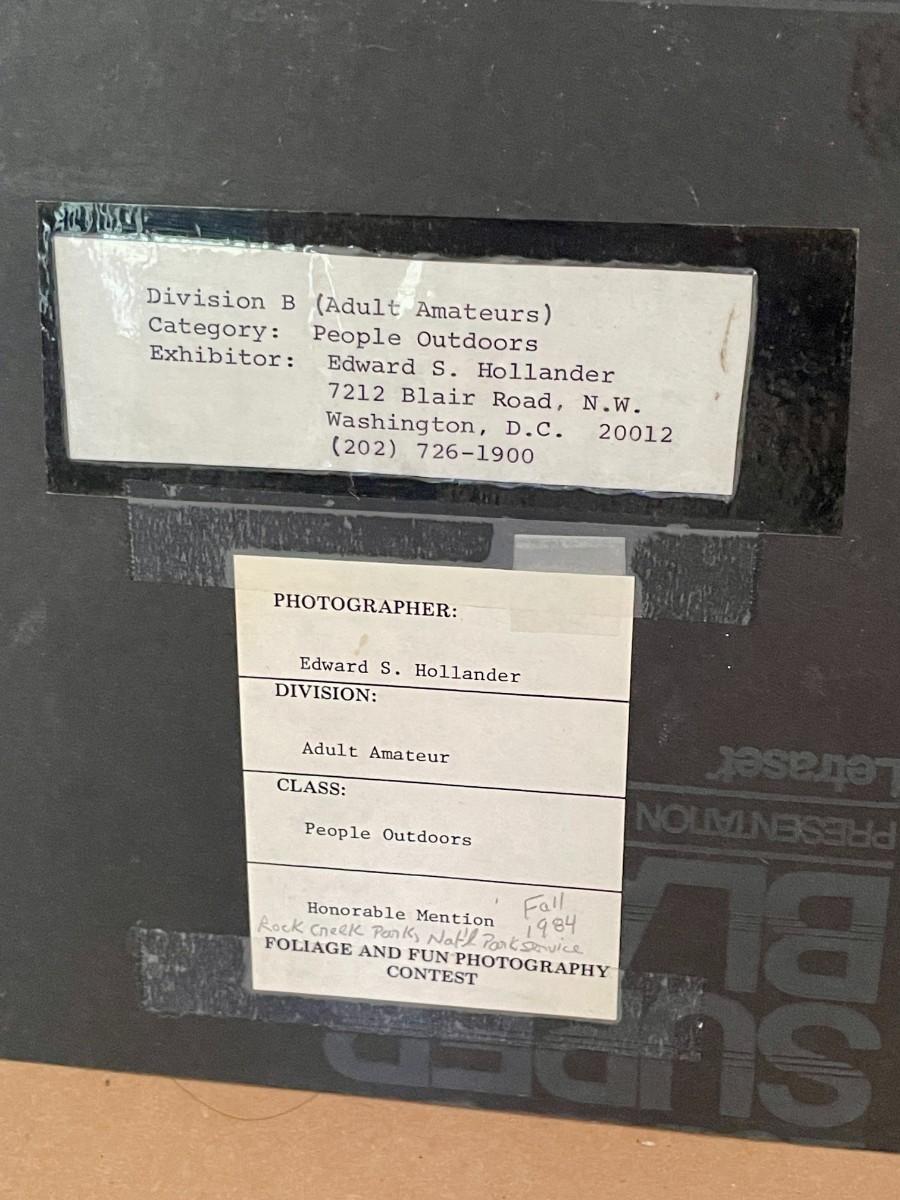 Division B (Adult Amateurs)
Category: People Outdoors
Exhibitor: Edward S. Hollander
7212 Blair Road, N.W.
Washington, D.C. 20012
(202) 726-1900
PHOTOGRAPHER:
Edward S. Hollander
DIVISION:
Adult Amateur
CLASS:
People Outdoors
Honorable Mention
Fall
1984
Rock Creek Parks, Nat'l Park Service
FOLIAGE AND FUN PHOTOGRAPHY
CONTEST
SUPER
BLA
PRESENTATION
Letraset